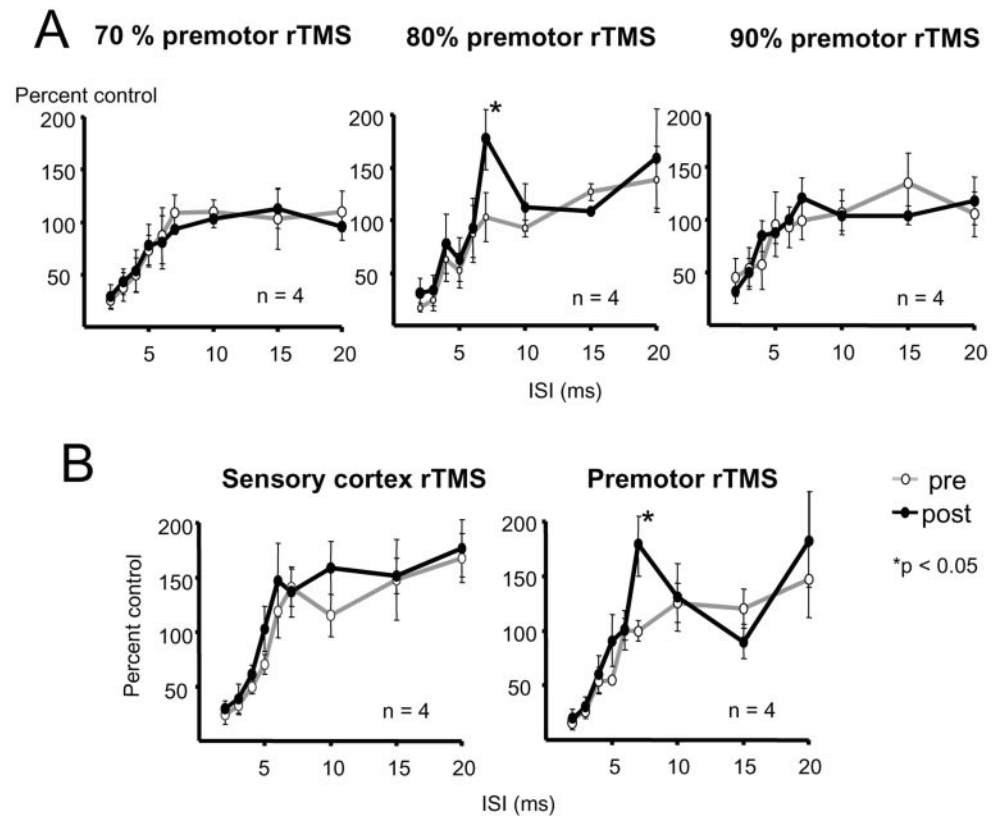 A
70 % premotor rTMS 80% premotor rTMS 90% premotor rTMS
Percent control
200 200 200
150 150 150
100 100 100
50 50 50
*
n = 4 n = 4 n = 4
5 10 15 20 5 10 15 20 5 10 15 20
ISI (ms)
B
Sensory cortex rTMS Premotor rTMS
Percent control
200 200
150 150
100 100
50 50
*
n = 4 n = 4
5 10 15 20 5 10 15 20
ISI (ms)
pre
post
*p < 0.05